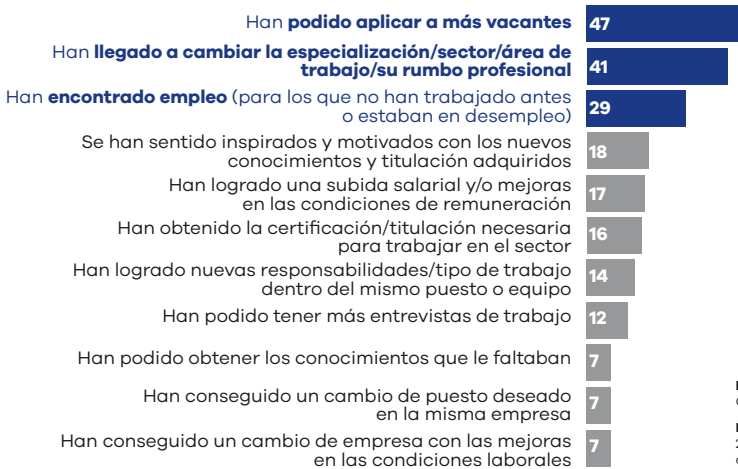 Han podido aplicar a más vacantes 47
Han llegado a cambiar la especialización/sector/área de
trabajo/su rumbo profesional 41
Han encontrado empleo (para los que no han trabajado antes
o estaban en desempleo) 29
Se han sentido inspirados y motivados con los nuevos
conocimientos y titulación adquiridos 18
Han logrado una subida salarial y/o mejoras
en las condiciones de remuneración 17
Han obtenido la certificación/titulación necesaria
para trabajar en el sector 16
Han logrado nuevas responsabilidades/tipo de trabajo
dentro del mismo puesto o equipo 14
Han podido tener más entrevistas de trabajo 12
Han podido obtener los conocimientos que le faltaban 7
Han conseguido un cambio de puesto deseado
en la misma empresa 7
Han conseguido un cambio de empresa con las mejoras
en las condiciones laborales 7